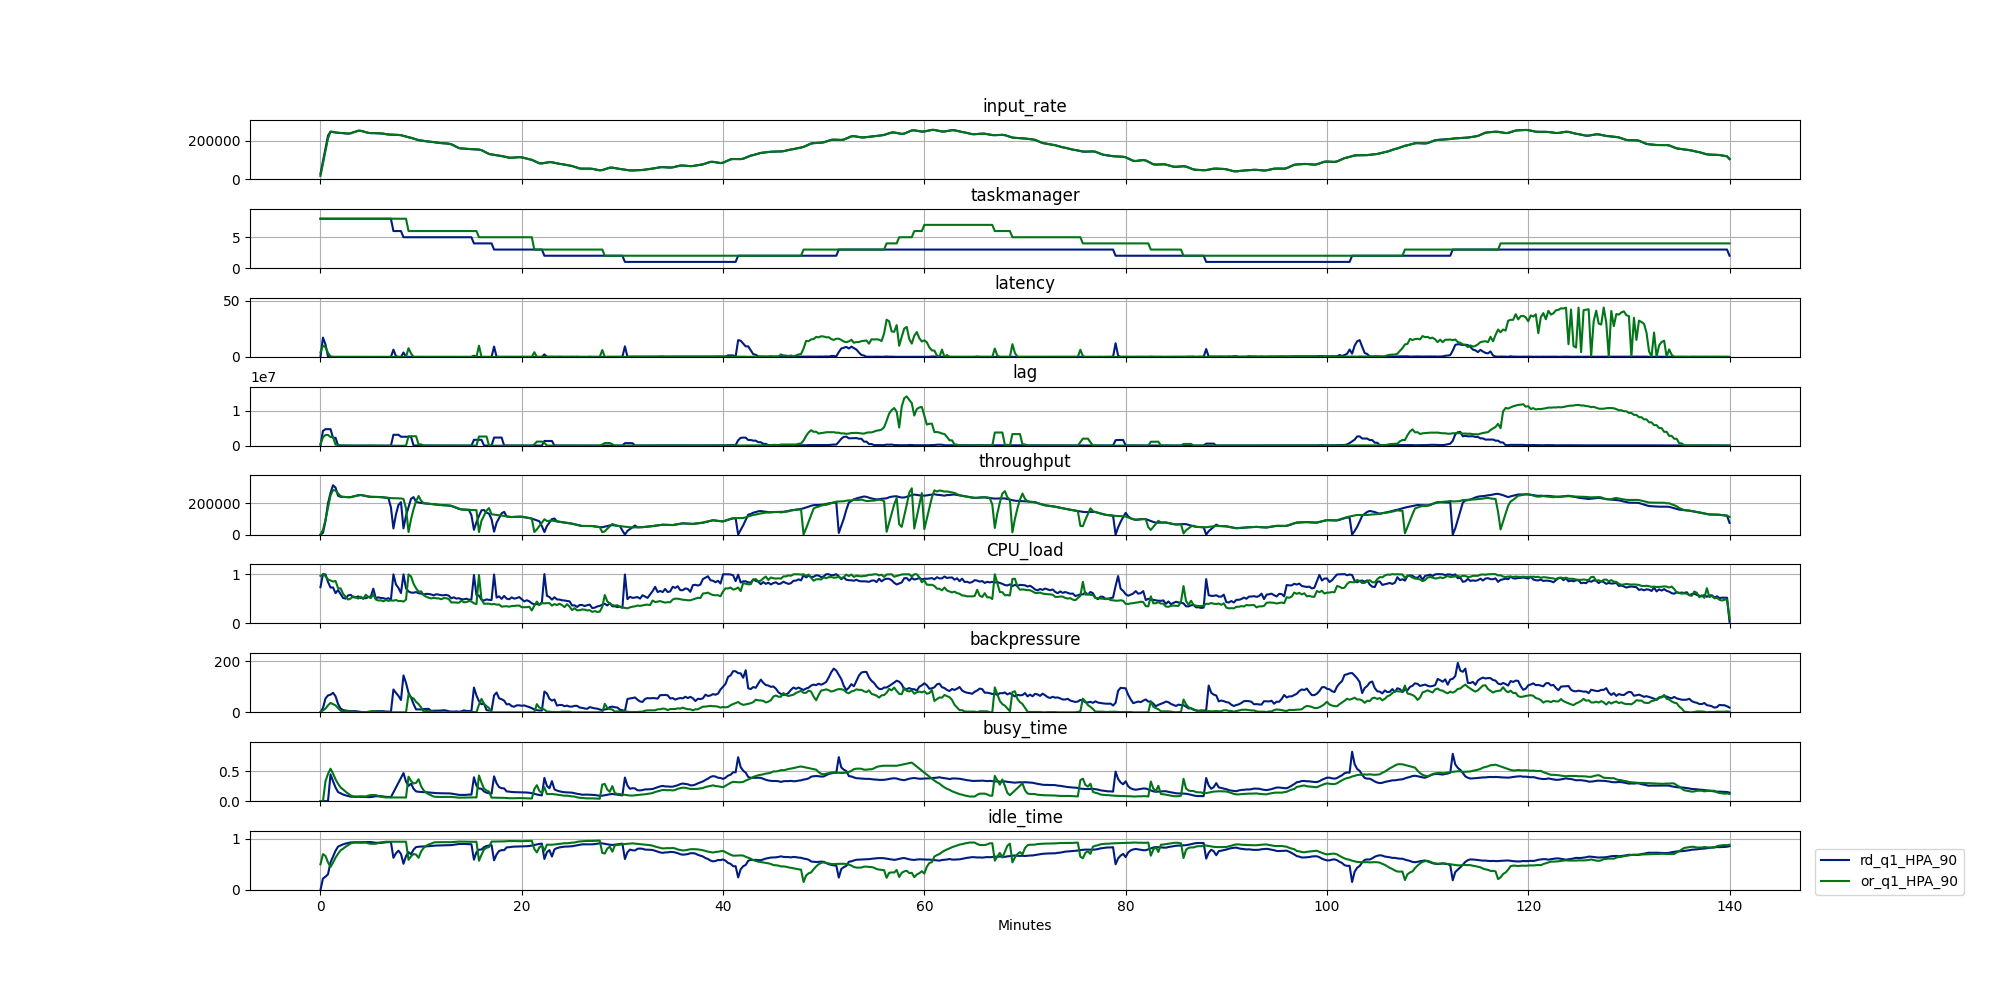 input_rate
200000
0
taskmanager
5
0
latency
50
0
1e7
lag
1
0
throughput
200000
0
CPU_load
1
0
backpressure
200
0
busy_time
0.5
0.0
idle_time
1
0
0 20 40 60 80 100 120 140
Minutes
rd_q1_HPA_90
or_q1_HPA_90